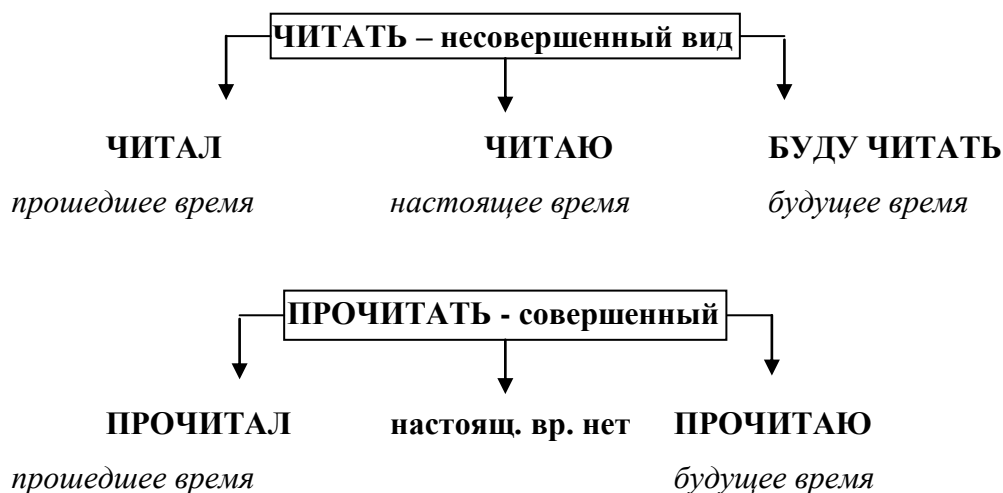 ЧИТАТЬ – несовершенный вид
ЧИТАЛ ЧИТАЮ БУДУ ЧИТАТЬ
прошедшее время настоящее время будущее время
ПРОЧИТАТЬ - совершенный
ПРОЧИТАЛ настоящ. вр. нет ПРОЧИТАЮ
прошедшее время будущее время